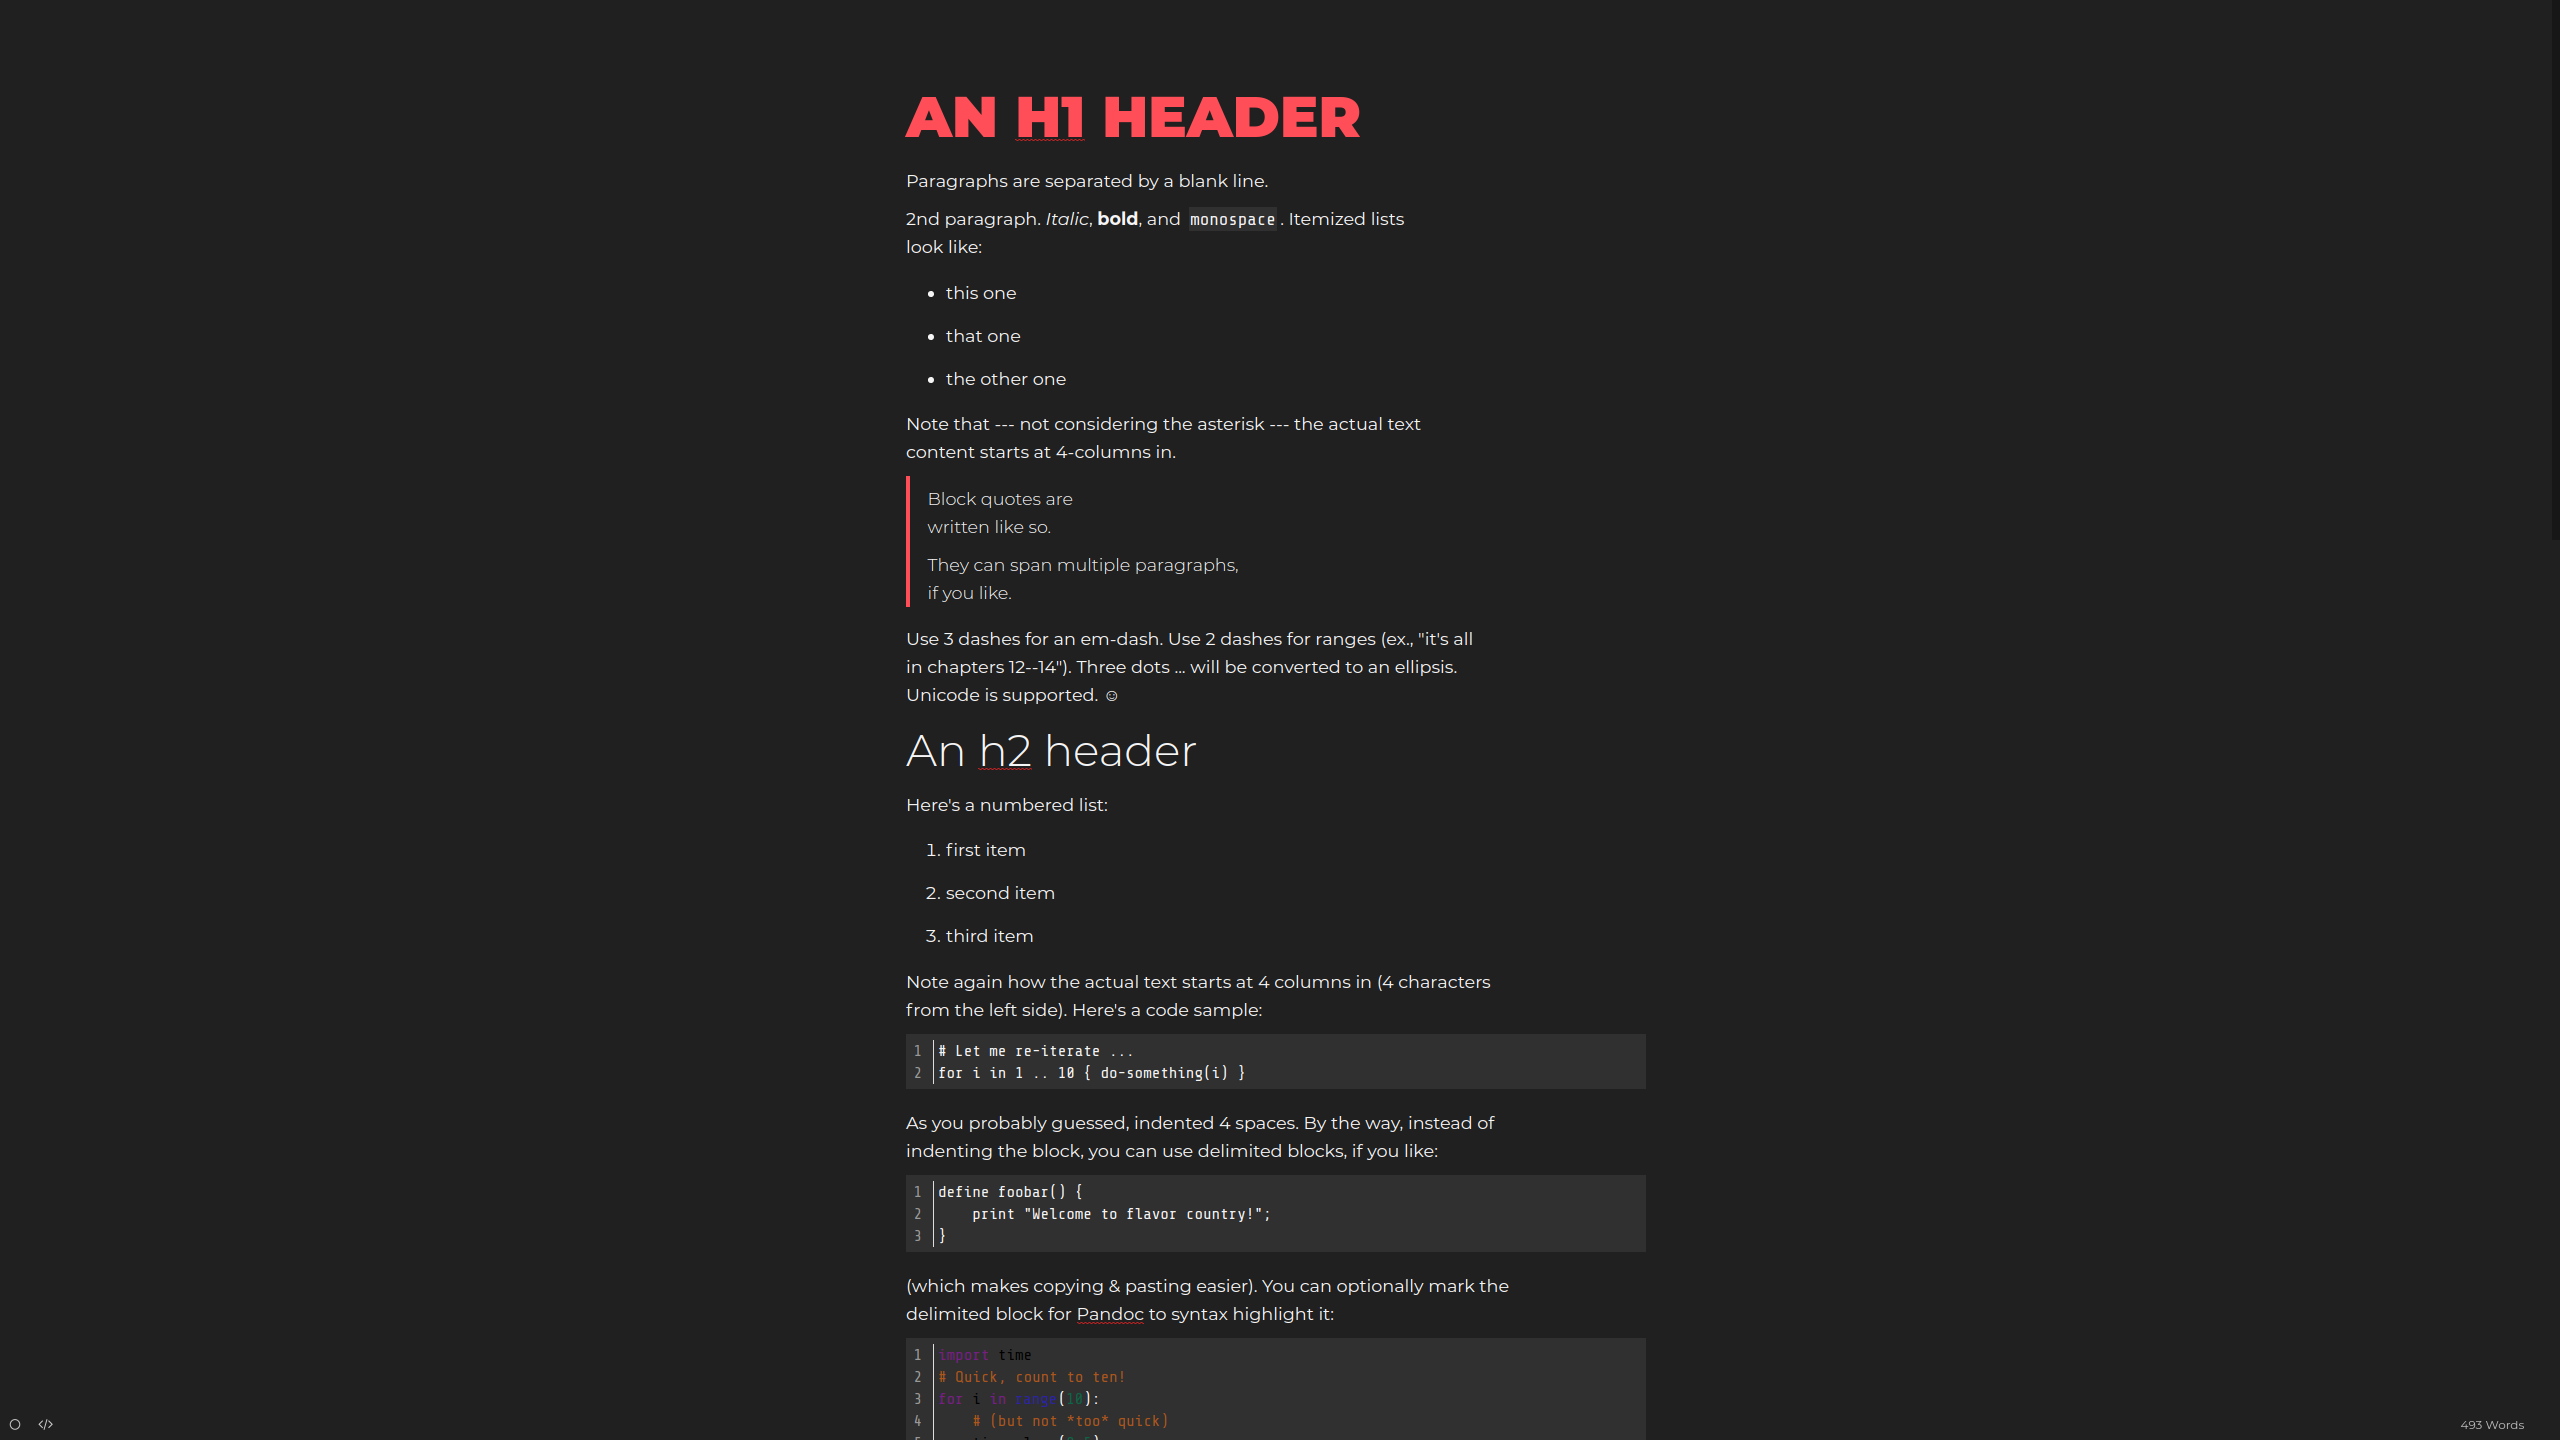 AN H1 HEADER
Paragraphs are separated by a blank line.
2nd paragraph. Italic, bold, and monospace. Itemized lists
look like:
• this one
• that one
• the other one
Note that --- not considering the asterisk --- the actual text
content starts at 4-columns in.
Block quotes are
written like so.
They can span multiple paragraphs,
if you like.
Use 3 dashes for an em-dash. Use 2 dashes for ranges (ex., "it's all
in chapters 12--14"). Three dots ... will be converted to an ellipsis.
Unicode is supported. ☺
An h2 header
Here's a numbered list:
1. first item
2. second item
3. third item
Note again how the actual text starts at 4 columns in (4 characters
from the left side). Here's a code sample:
1 # Let me re-iterate ...
2 for i in 1 .. 10 { do-something(i) }
As you probably guessed, indented 4 spaces. By the way, instead of
indenting the block, you can use delimited blocks, if you like:
1 define foobar() {
2     print "Welcome to flavor country!";
3 }
(which makes copying & pasting easier). You can optionally mark the
delimited block for Pandoc to syntax highlight it:
1 import time
2 # Quick, count to ten!
3 for i in range(10):
4     # (but not *too* quick)
</> 493 Words